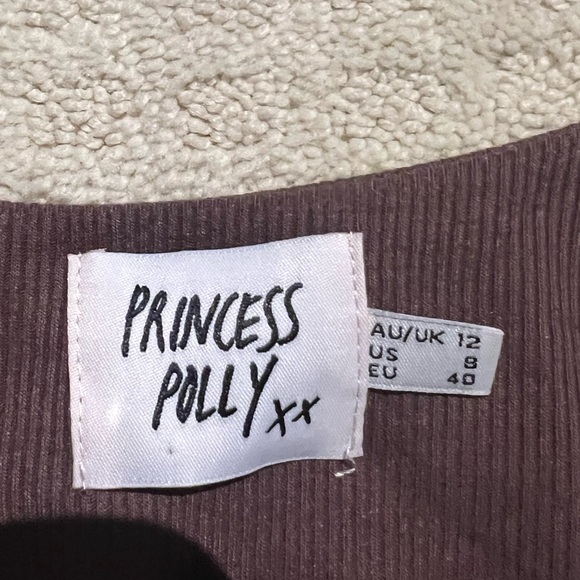 PRINCESS
POLLY xx
AU/UK 12
US 8
EU 40